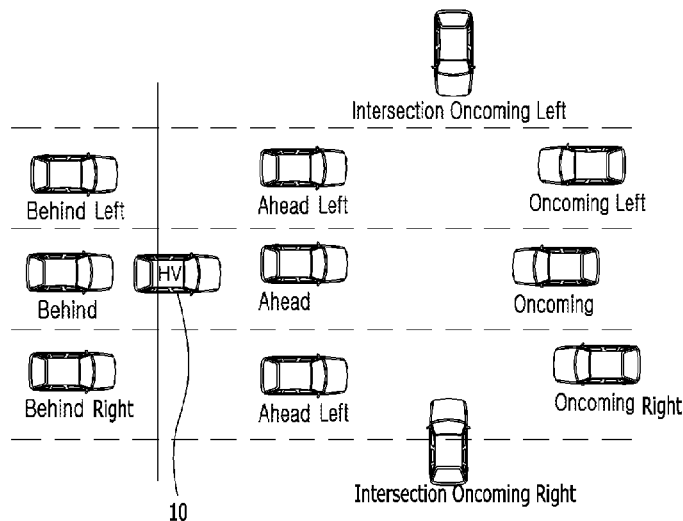 Intersection Oncoming Left
Behind Left
Ahead Left
Oncoming Left
HV
Behind
Ahead
Oncoming
Behind Right
Ahead Left
Oncoming Right
Intersection Oncoming Right
10